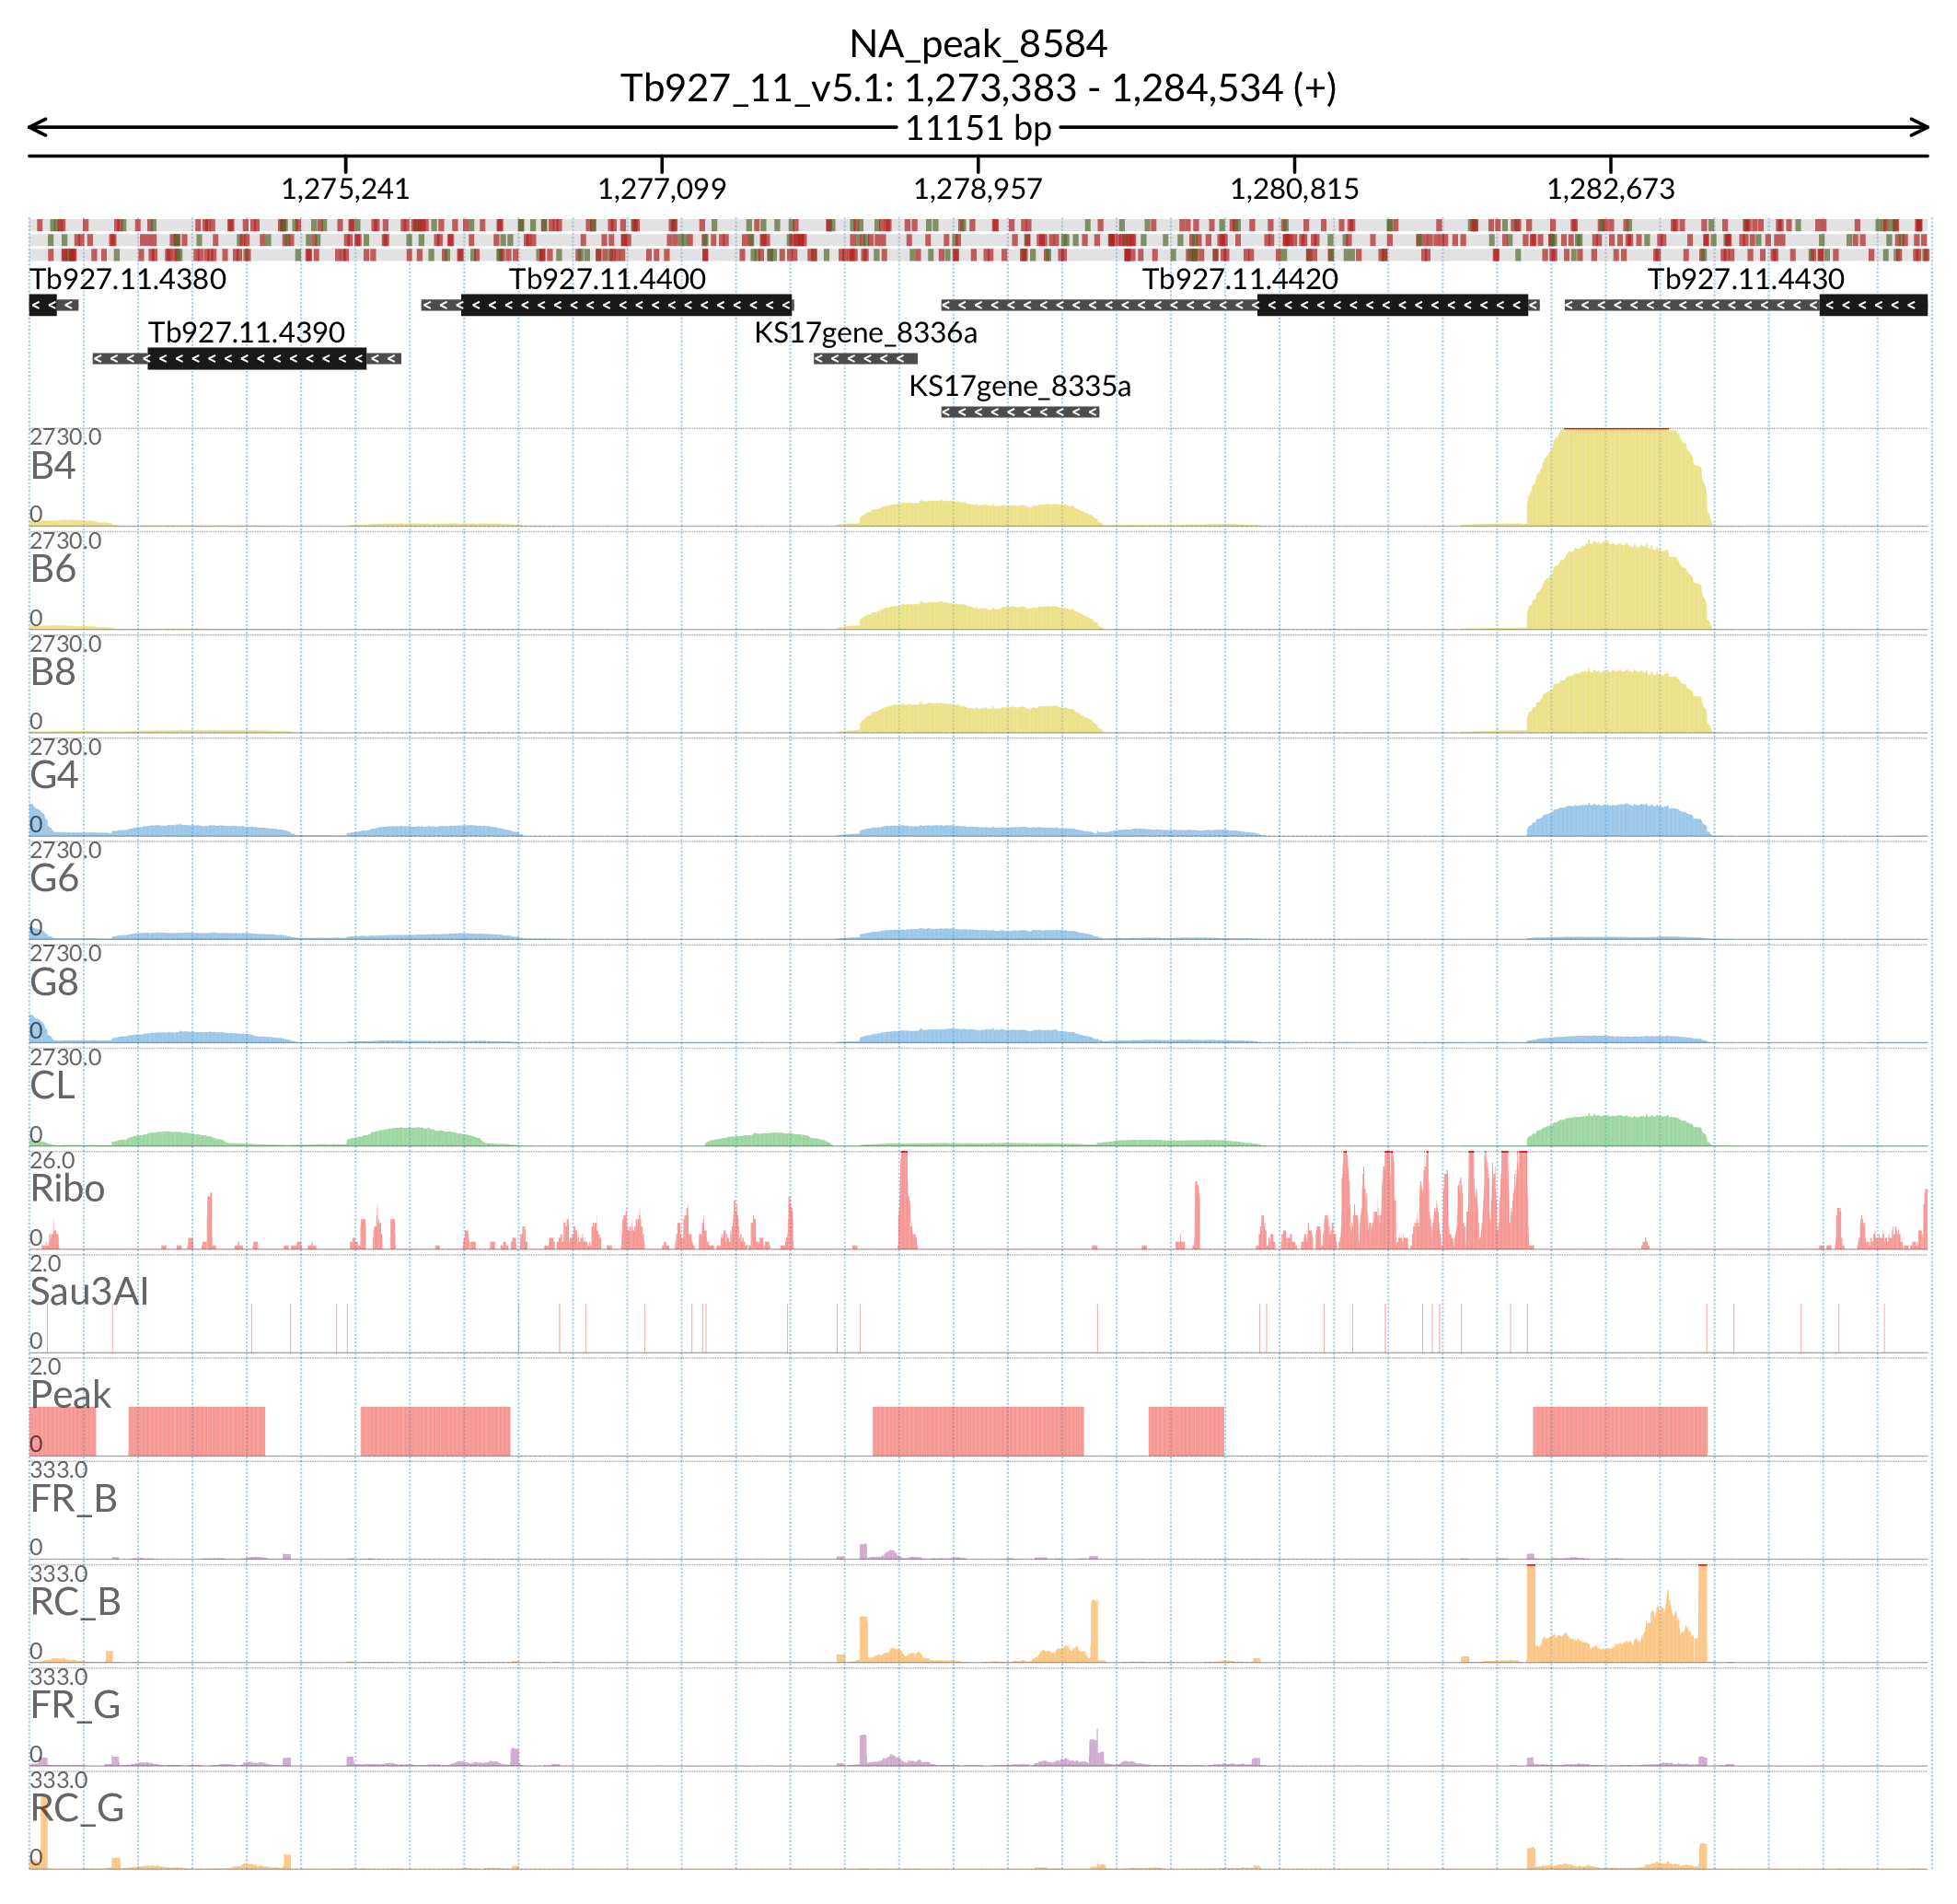 NA_peak_8584
Tb927_11_v5.1: 1,273,383 - 1,284,534 (+)
11151 bp
1,275,241 1,277,099 1,278,957 1,280,815 1,282,673
Tb927.11.4380 Tb927.11.4400 Tb927.11.4420 Tb927.11.4430
Tb927.11.4390 KS17gene_8336a
KS17gene_8335a
2730.0
B4
0
2730.0
B6
0
2730.0
B8
0
2730.0
G4
0
2730.0
G6
0
2730.0
G8
0
2730.0
CL
0
26.0
Ribo
0
2.0
Sau3AI
0
2.0
Peak
0
333.0
FR_B
0
333.0
RC_B
0
333.0
FR_G
0
333.0
RC_G
0